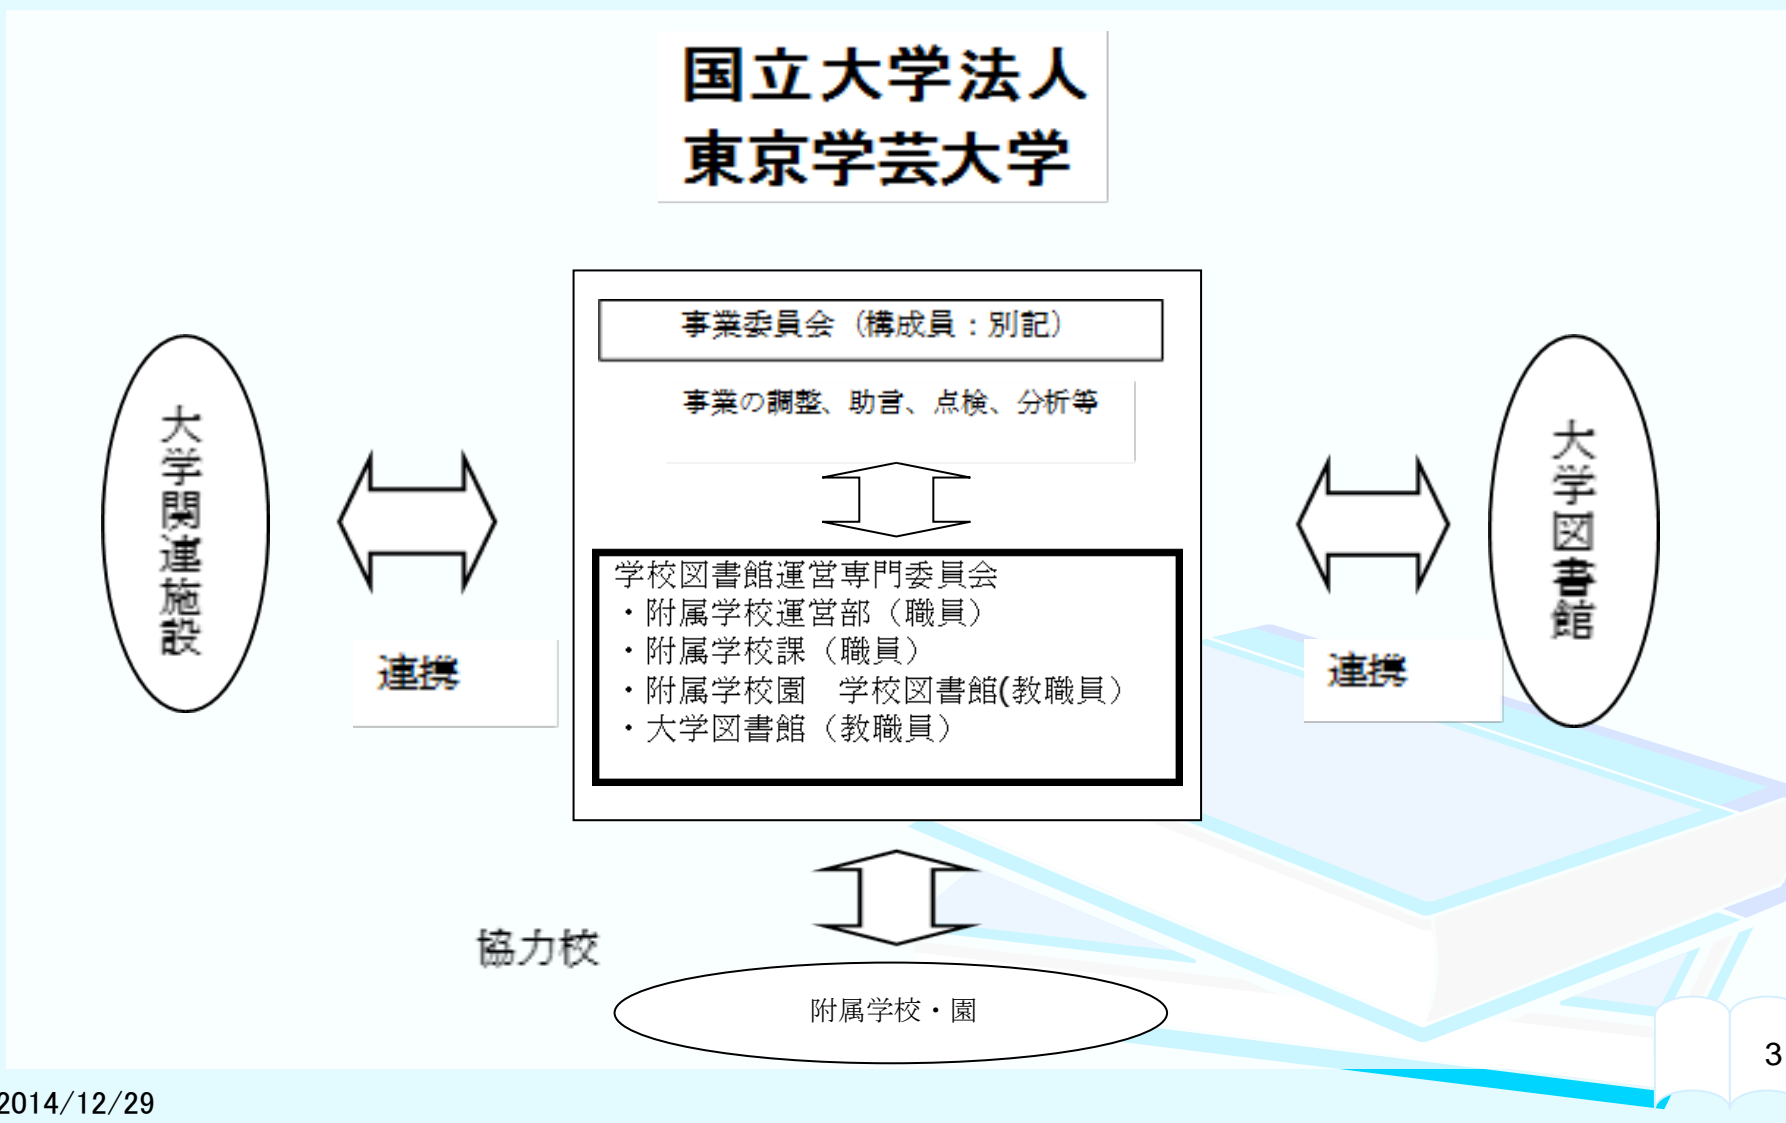 国立大学法人
東京学芸大学
事業委員会（構成員：別記）
事業の調整、助言、点検、分析等
大学関連施設
連携
学校図書館運営専門委員会
・附属学校運営部（職員）
・附属学校課（職員）
・附属学校園　学校図書館(教職員）
・大学図書館（教職員）
連携
大学図書館
協力校
附属学校・園
3
2014/12/29